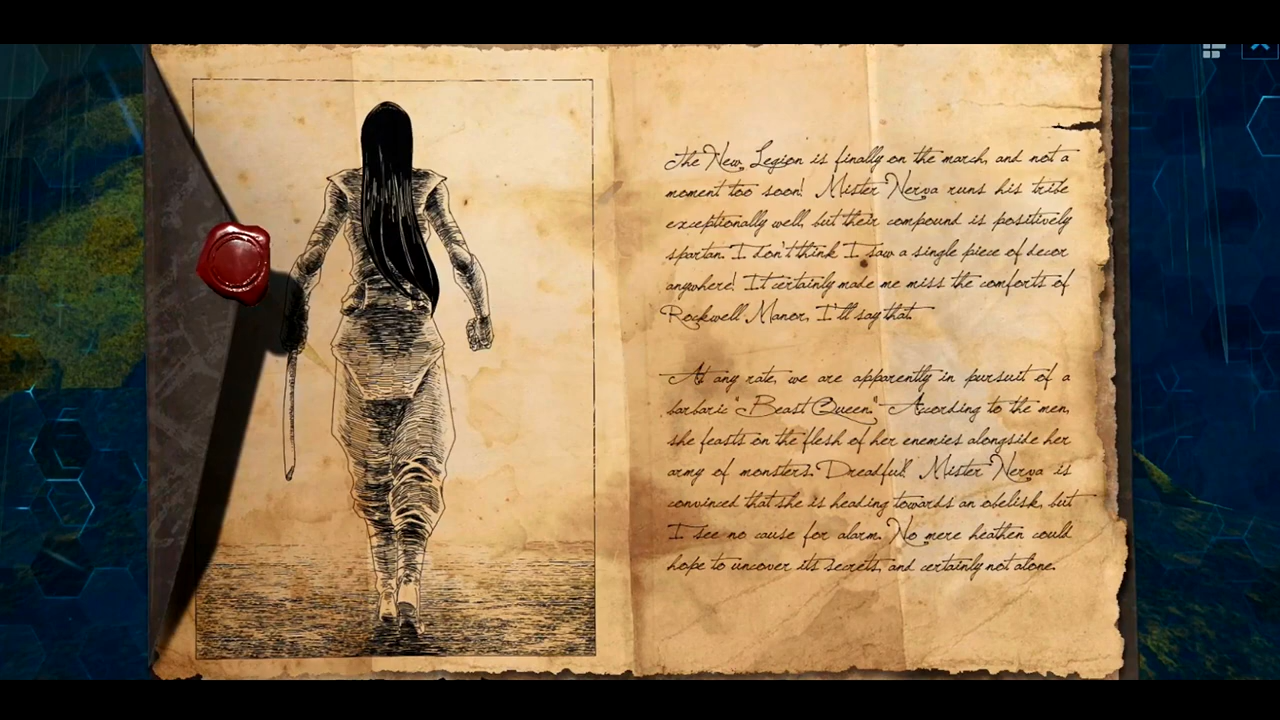 The New Legion is finally on the march, and not a
moment too soon! Mister Nerva runs his tribe
exceptionally well, but their compound is positively
spartan. I don't think I saw a single piece of decor
anywhere! It certainly made me miss the comforts of
Rockwell Manor, I'll say that.
At any rate, we are apparently in pursuit of a
barbaric "Beast Queen." According to the men,
she feasts on the flesh of her enemies alongside her
army of monsters. Dreadful! Mister Nerva is
convinced that she is heading towards an obelisk, but
I see no cause for alarm. No mere heathen could
hope to uncover its secrets, and certainly not alone.